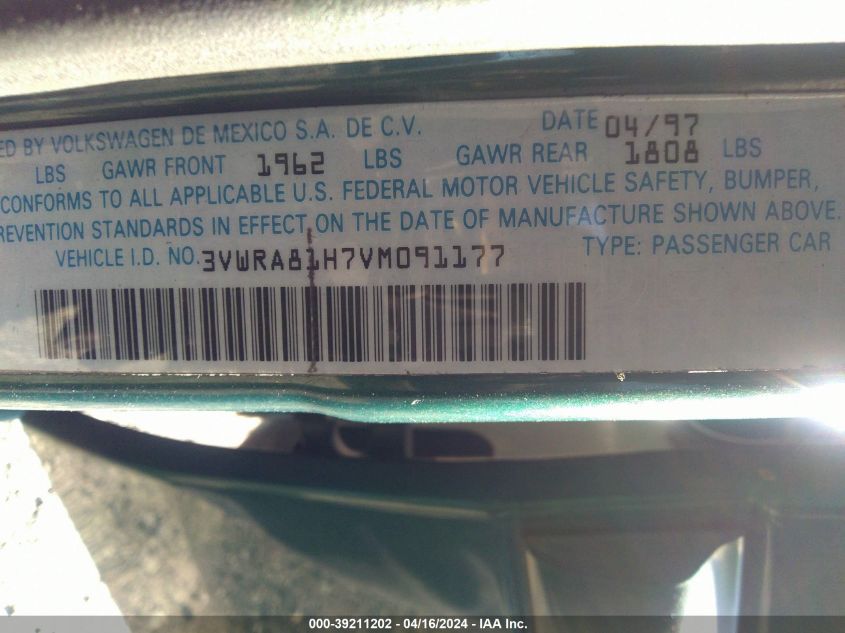 ED BY VOLKSWAGEN DE MEXICO S.A. DE C.V. DATE 04/97
LBS GAWR FRONT 1962 LBS GAWR REAR 1808 LBS
CONFORMS TO ALL APPLICABLE U.S. FEDERAL MOTOR VEHICLE SAFETY, BUMPER,
REVENTION STANDARDS IN EFFECT ON THE DATE OF MANUFACTURE SHOWN ABOVE.
VEHICLE I.D. NO. 3VWRA81H7VM091177 TYPE: PASSENGER CAR
000-39211202 - 04/16/2024 - IAA Inc.